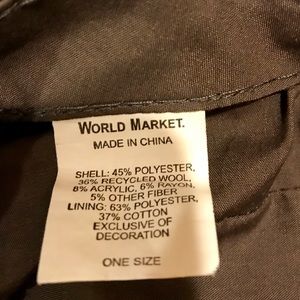 WORLD MARKET.
MADE IN CHINA
SHELL: 45% POLYESTER,
36% RECYCLED WOOL,
8% ACRYLIC, 6% RAYON,
5% OTHER FIBER
LINING: 63% POLYESTER,
37% COTTON
EXCLUSIVE OF
DECORATION
ONE SIZE